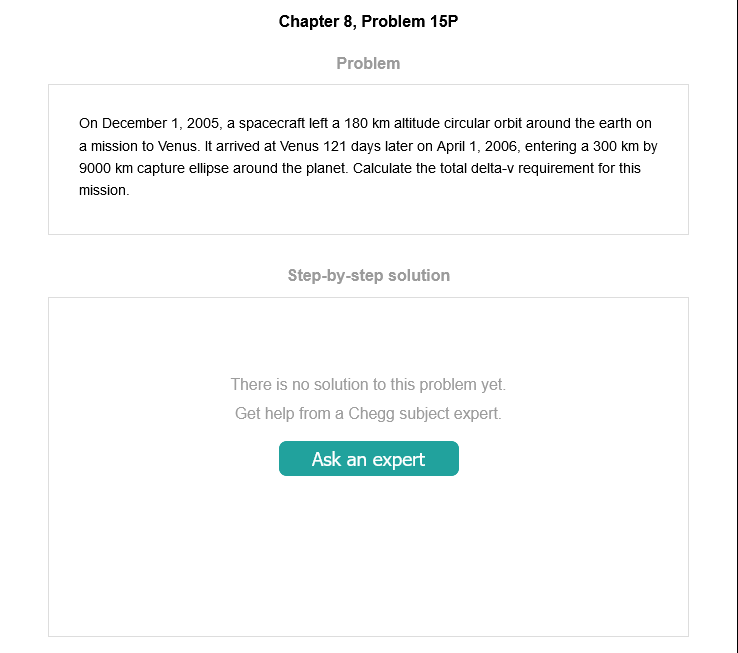 Chapter 8, Problem 15P
Problem
On December 1, 2005, a spacecraft left a 180 km altitude circular orbit around the earth on
a mission to Venus. It arrived at Venus 121 days later on April 1, 2006, entering a 300 km by
9000 km capture ellipse around the planet. Calculate the total delta-v requirement for this
mission.
Step-by-step solution
There is no solution to this problem yet.
Get help from a Chegg subject expert.
Ask an expert